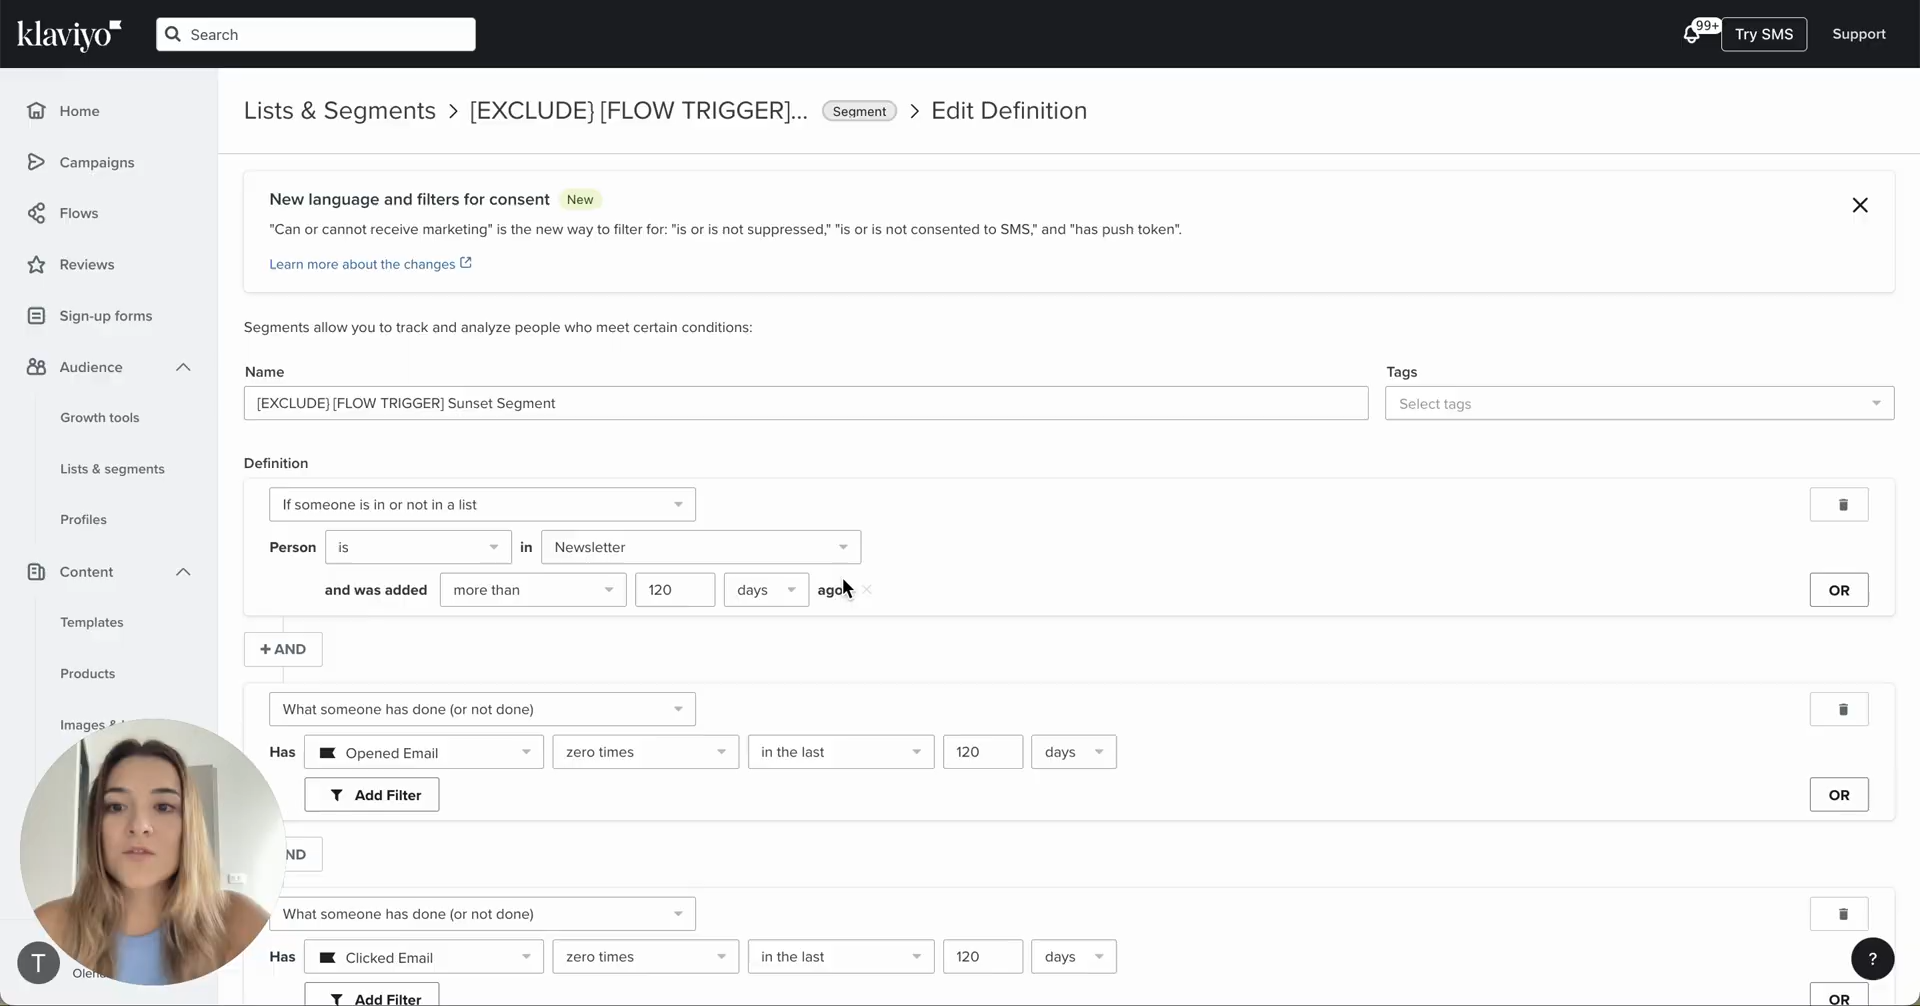 klaviyo
Search
99+
Try SMS
Support
Home
Campaigns
Flows
Reviews
Sign-up forms
Audience
Growth tools
Lists & segments
Profiles
Content
Templates
Products
Images &
T
Lists & Segments > [EXCLUDE} [FLOW TRIGGER]... Segment > Edit Definition
New language and filters for consent New
"Can or cannot receive marketing" is the new way to filter for: "is or is not suppressed," "is or is not consented to SMS," and "has push token".
Learn more about the changes
Segments allow you to track and analyze people who meet certain conditions:
Name
Tags
[EXCLUDE} [FLOW TRIGGER] Sunset Segment
Select tags
Definition
If someone is in or not in a list
Person is in Newsletter
and was added more than 120 days ago
OR
+ AND
What someone has done (or not done)
Has Opened Email zero times in the last 120 days
Add Filter
OR
ND
What someone has done (or not done)
Has Clicked Email zero times in the last 120 days
?
Add Filter
OR